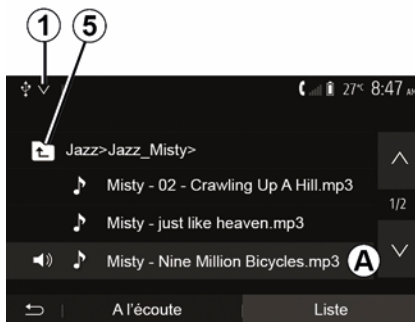 1 5
27°C 8:47 AM
Jazz>Jazz_Misty>
Misty - 02 - Crawling Up A Hill.mp3
1/2
Misty - just like heaven.mp3
Misty - Nine Million Bicycles.mp3 A
A l'écoute Liste